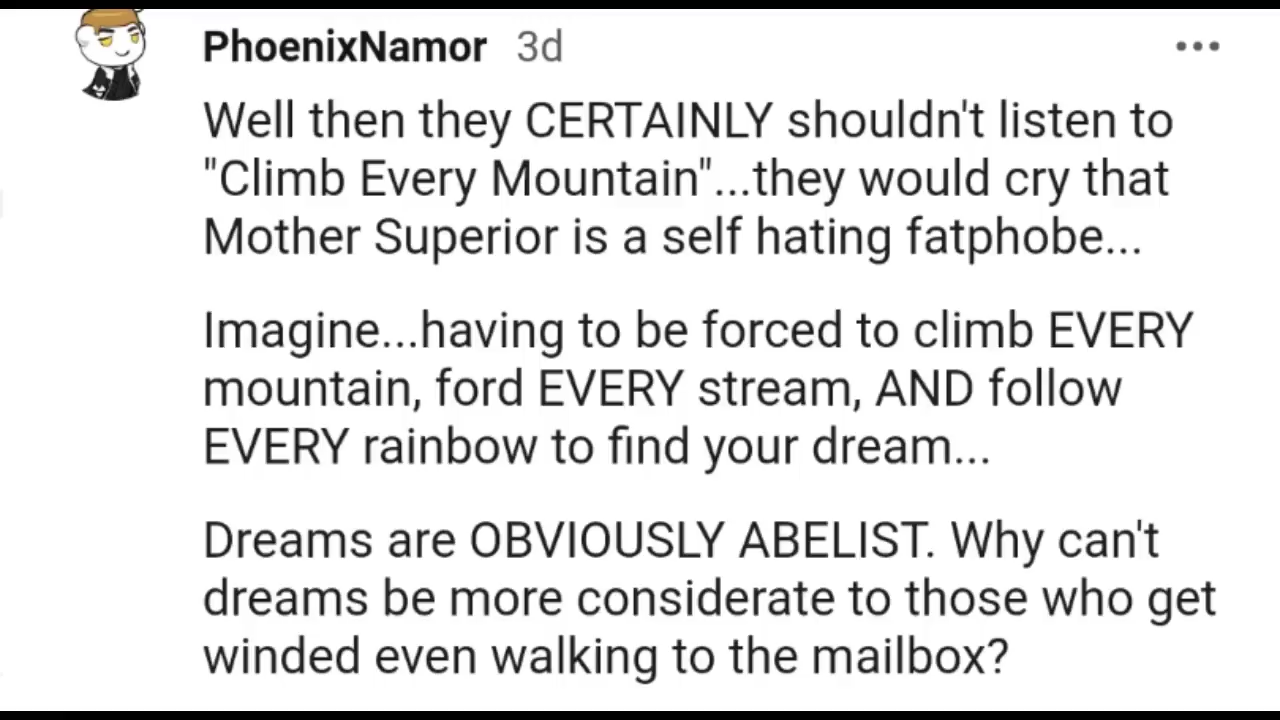 PhoenixNamor 3d
Well then they CERTAINLY shouldn't listen to
"Climb Every Mountain"...they would cry that
Mother Superior is a self hating fatphobe...
Imagine...having to be forced to climb EVERY
mountain, ford EVERY stream, AND follow
EVERY rainbow to find your dream...
Dreams are OBVIOUSLY ABELIST. Why can't
dreams be more considerate to those who get
winded even walking to the mailbox?